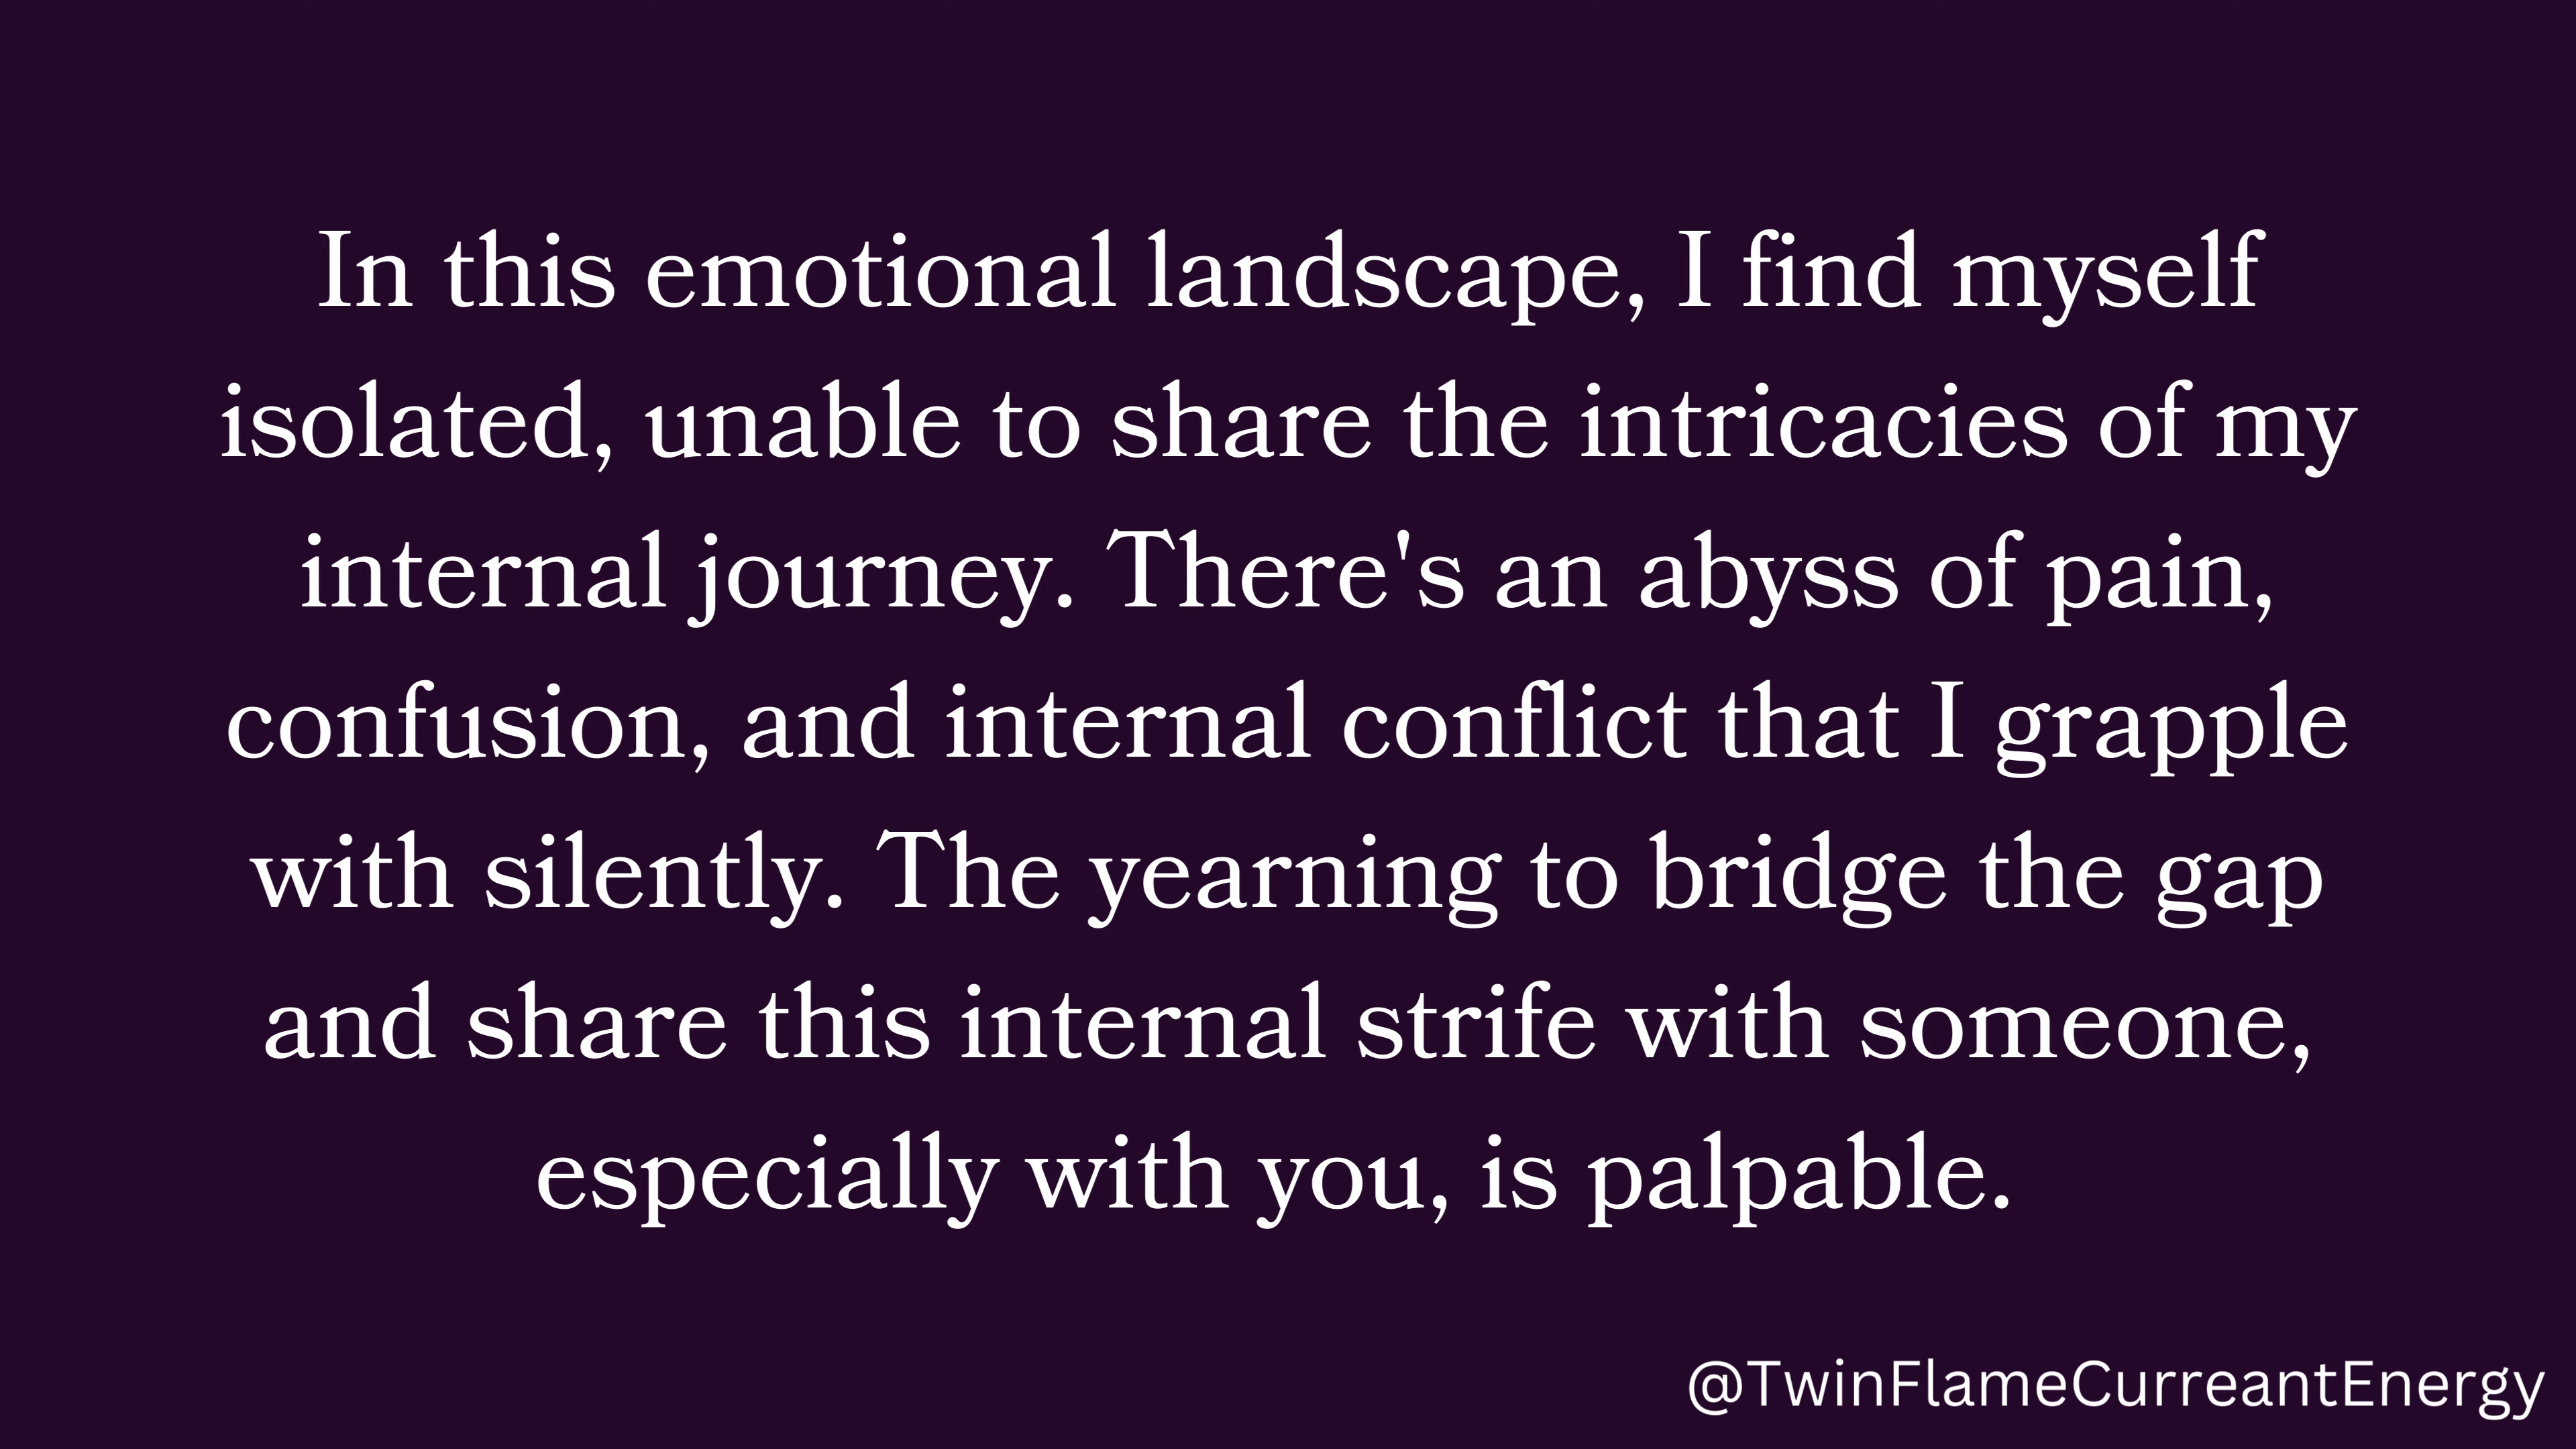 In this emotional landscape, I find myself
isolated, unable to share the intricacies of my
internal journey. There's an abyss of pain,
confusion, and internal conflict that I grapple
with silently. The yearning to bridge the gap
and share this internal strife with someone,
especially with you, is palpable.
@TwinFlameCurreantEnergy